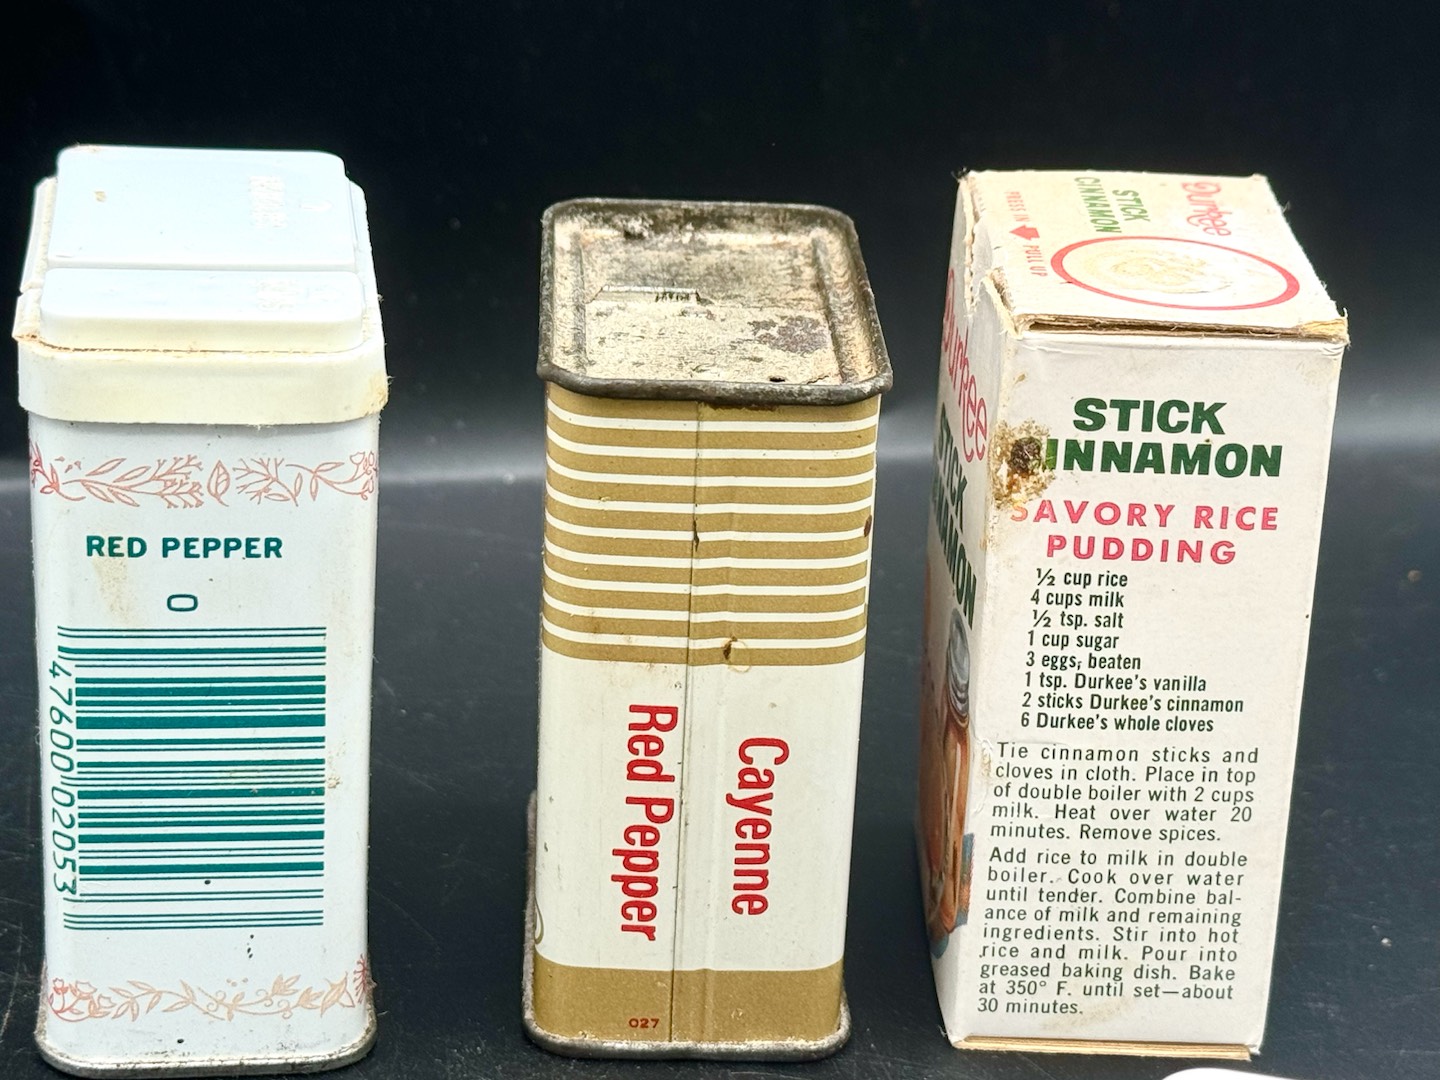 RED PEPPER
0
47600 02053
Cayenne
Red Pepper
027
Durkee
STICK
CINNAMON
PRESS IN
PULL UP
Durkee
STICK
CINNAMON
STICK
CINNAMON
SAVORY RICE
PUDDING
½ cup rice
4 cups milk
½ tsp. salt
1 cup sugar
3 eggs, beaten
1 tsp. Durkee's vanilla
2 sticks Durkee's cinnamon
6 Durkee's whole cloves
Tie cinnamon sticks and
cloves in cloth. Place in top
of double boiler with 2 cups
milk. Heat over water 20
minutes. Remove spices.
Add rice to milk in double
boiler. Cook over water
until tender. Combine bal-
ance of milk and remaining
ingredients. Stir into hot
rice and milk. Pour into
greased baking dish. Bake
at 350° F. until set—about
30 minutes.